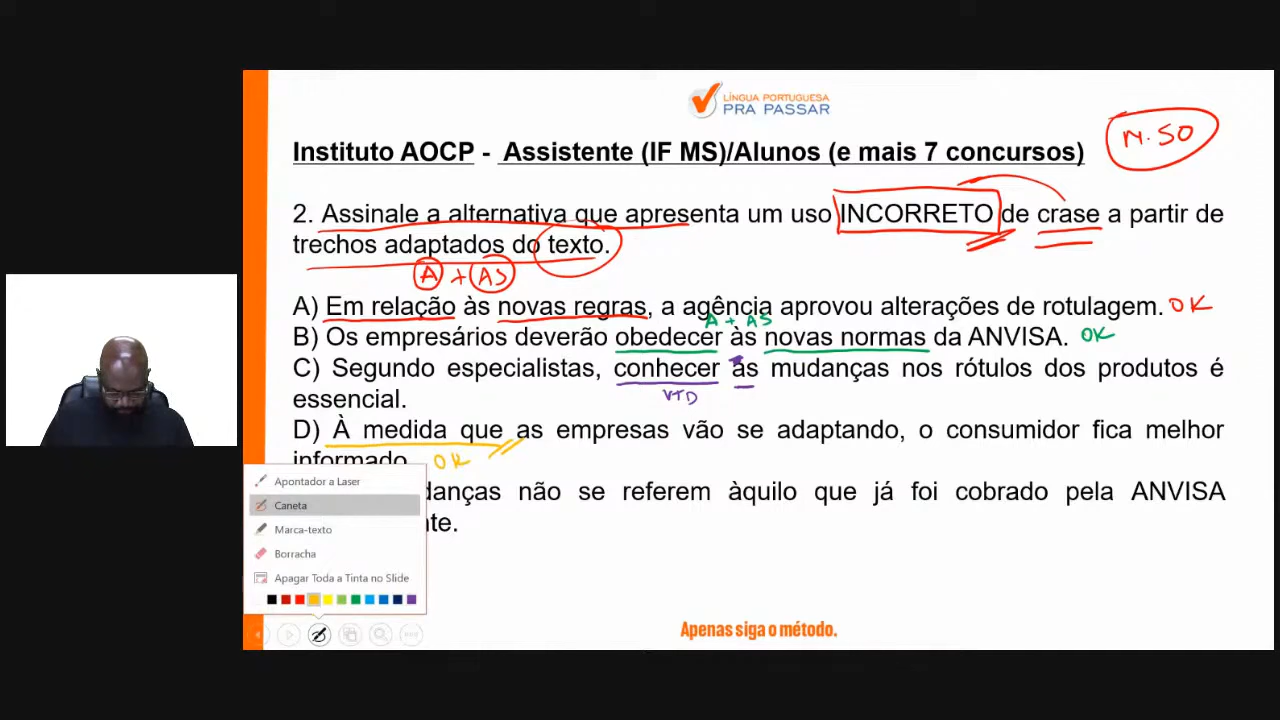 LÍNGUA PORTUGUESA
PRA PASSAR
Instituto AOCP - Assistente (IF MS)/Alunos (e mais 7 concursos)
N.50
2. Assinale a alternativa que apresenta um uso INCORRETO de crase a partir de
trechos adaptados do texto.
A + AS
A) Em relação às novas regras, a agência aprovou alterações de rotulagem. OK
A + AS
B) Os empresários deverão obedecer às novas normas da ANVISA. OK
C) Segundo especialistas, conhecer às mudanças nos rótulos dos produtos é
VTD
essencial.
D) À medida que as empresas vão se adaptando, o consumidor fica melhor
informado. OK
danças não se referem àquilo que já foi cobrado pela ANVISA
nte.
Apontador a Laser
Caneta
Marca-texto
Borracha
Apagar Toda a Tinta no Slide
Apenas siga o método.